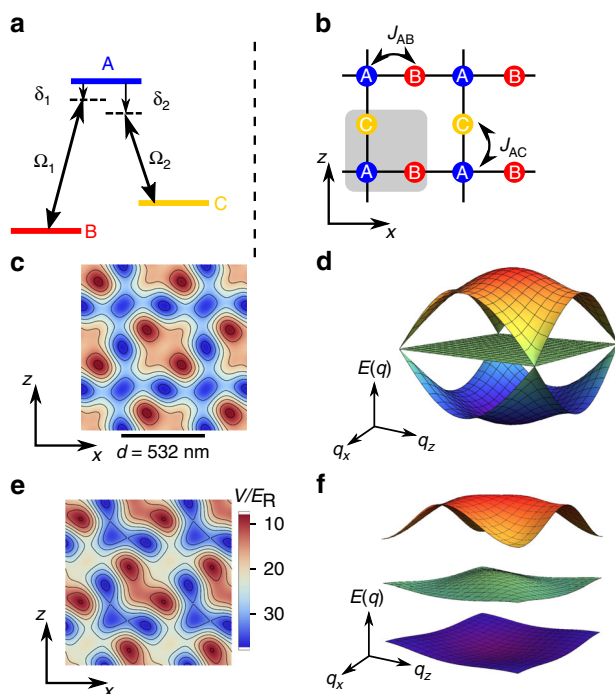 a
A
δ1
δ2
Ω1
Ω2
B
C
b
JAB
A B A B
C C
JAC
A B A B
z
x
c
z
x
d = 532 nm
d
E(q)
qx
qz
e
V/ER
10
20
30
z
x
f
E(q)
qx
qz